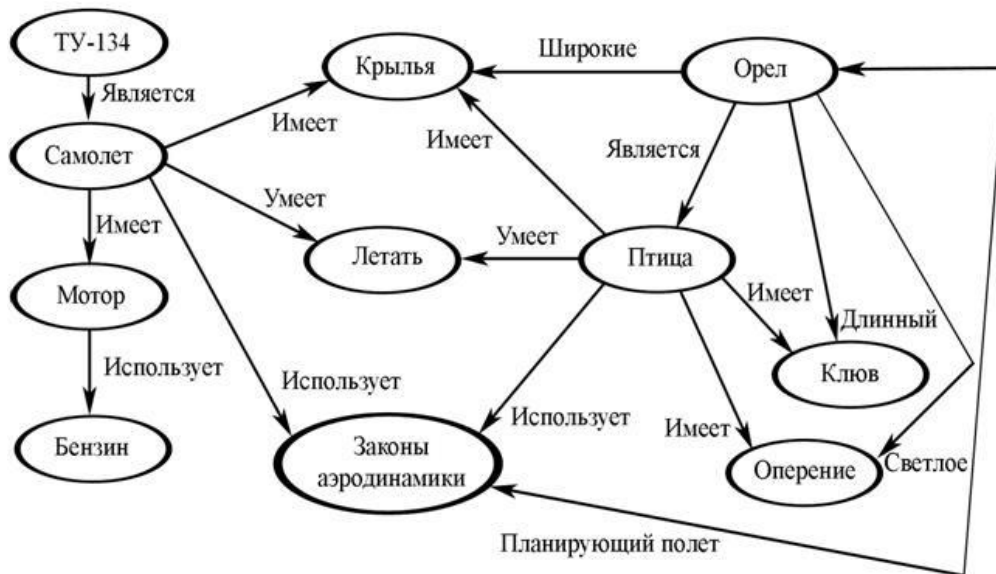 ТУ-134
Является
Самолет
Имеет
Мотор
Использует
Бензин
Крылья
Широкие
Орел
Имеет
Имеет
Является
Умеет
Умеет
Летать
Птица
Имеет
Длинный
Клюв
Использует
Использует
Имеет
Законы
аэродинамики
Оперение
Светлое
Планирующий полет